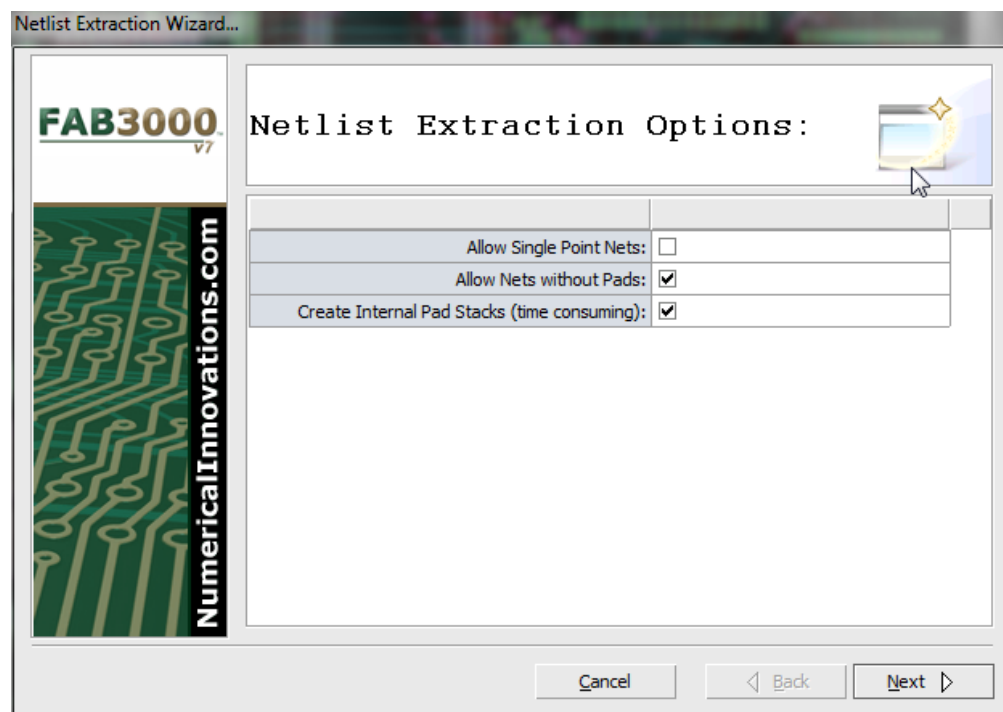 Netlist Extraction Wizard...
FAB3000
v7
Netlist Extraction Options:
NumericalInnovations.com
Allow Single Point Nets:
Allow Nets without Pads:
Create Internal Pad Stacks (time consuming):
Cancel
Back
Next